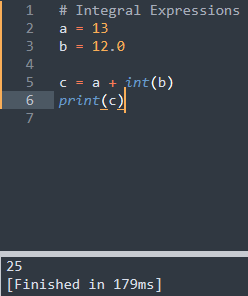 1 # Integral Expressions
2 a = 13
3 b = 12.0
4
5 c = a + int(b)
6 print(c)
7
25
[Finished in 179ms]